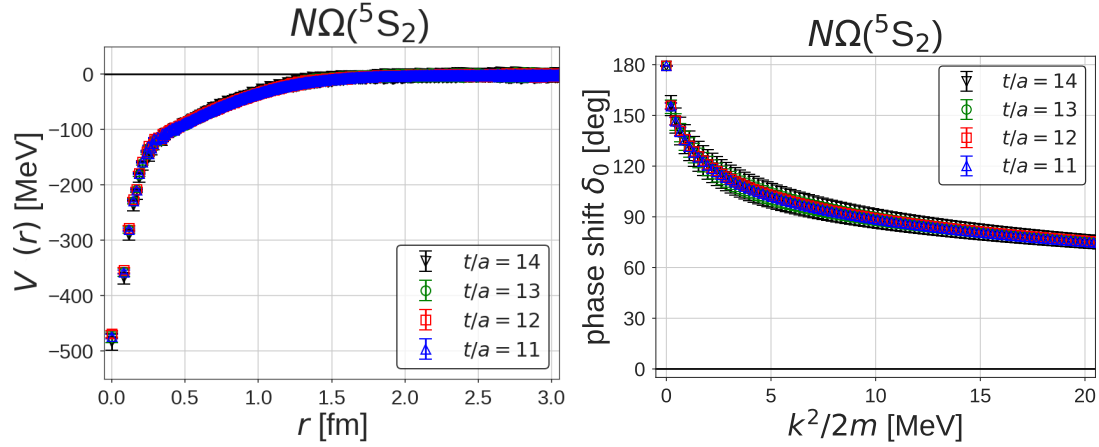 NΩ(⁵S₂)
0
−100
−200
−300
−400
−500
V (r) [MeV]
t/a = 14
t/a = 13
t/a = 12
t/a = 11
0.0 0.5 1.0 1.5 2.0 2.5 3.0
r [fm]
NΩ(⁵S₂)
180
150
120
90
60
30
0
phase shift δ₀ [deg]
t/a = 14
t/a = 13
t/a = 12
t/a = 11
0 5 10 15 20
k²/2m [MeV]